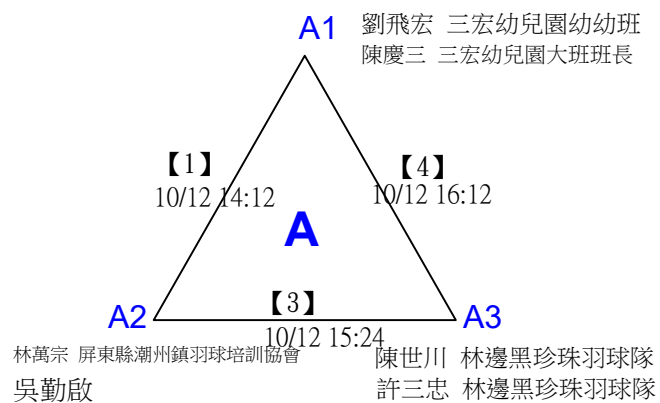 A1 劉飛宏 三宏幼兒園幼幼班
陳慶三 三宏幼兒園大班班長
【1】
10/12 14:12
【4】
10/12 16:12
A
【3】
10/12 15:24
A2
林萬宗 屏東縣潮州鎮羽球培訓協會
吳勤啟
A3
陳世川 林邊黑珍珠羽球隊
許三忠 林邊黑珍珠羽球隊